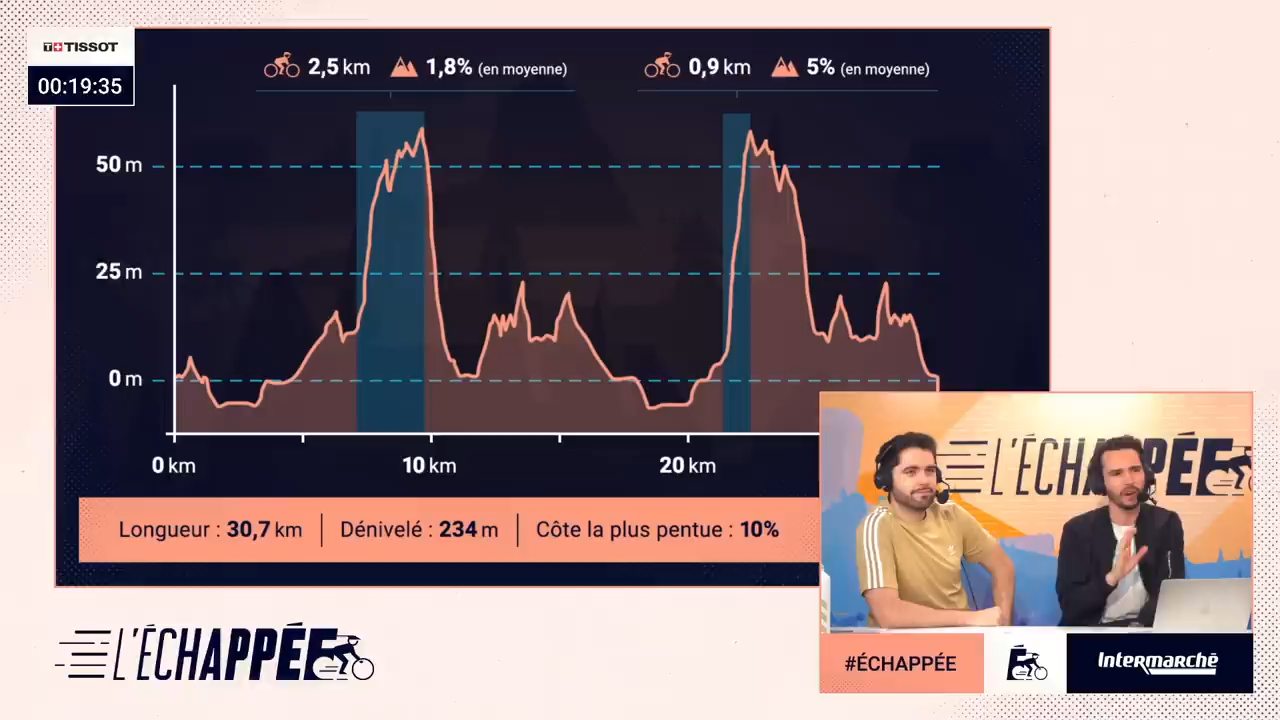 TISSOT
00:19:35
2,5 km
1,8% (en moyenne)
0,9 km
5% (en moyenne)
50 m
25 m
0 m
0 km
10 km
20 km
Longueur : 30,7 km
Dénivelé : 234 m
Côte la plus pentue : 10%
L'ÉCHAPPÉE
L'ÉCHAPPÉE
#ÉCHAPPÉE
É
Intermarché